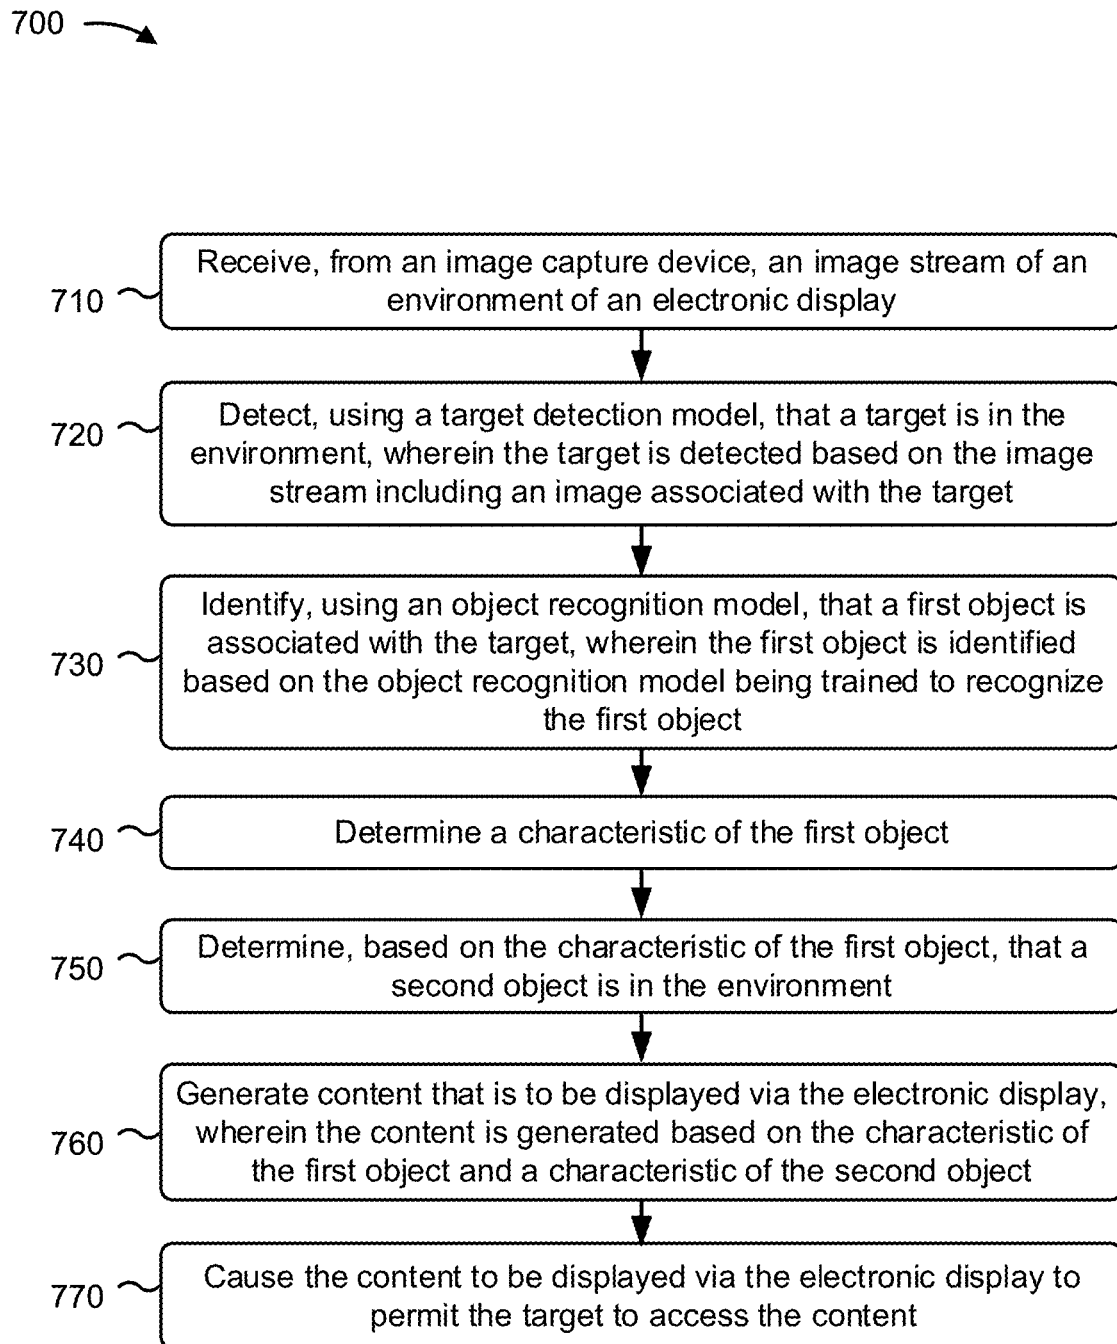 700
710
Receive, from an image capture device, an image stream of an
environment of an electronic display
720
Detect, using a target detection model, that a target is in the
environment, wherein the target is detected based on the image
stream including an image associated with the target
730
Identify, using an object recognition model, that a first object is
associated with the target, wherein the first object is identified
based on the object recognition model being trained to recognize
the first object
740
Determine a characteristic of the first object
750
Determine, based on the characteristic of the first object, that a
second object is in the environment
760
Generate content that is to be displayed via the electronic display,
wherein the content is generated based on the characteristic of
the first object and a characteristic of the second object
770
Cause the content to be displayed via the electronic display to
permit the target to access the content